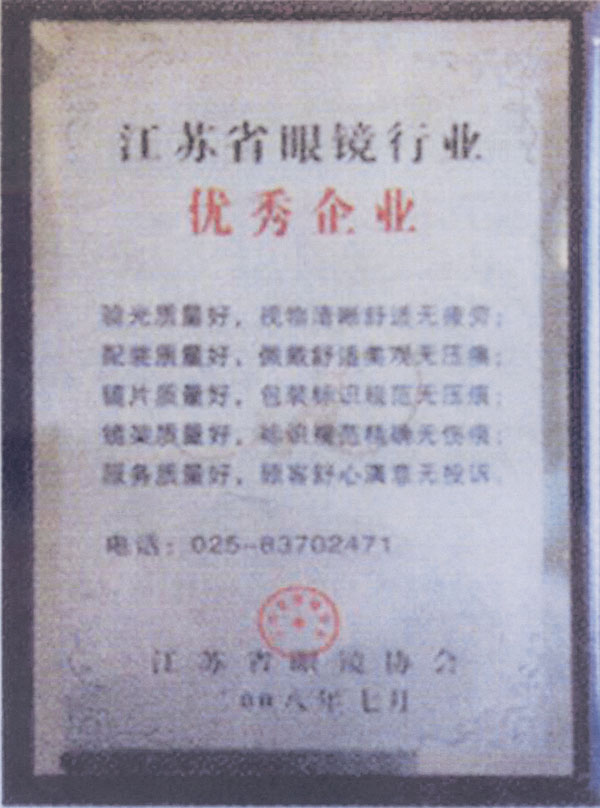 江苏省眼镜行业
优秀企业
验光质量好，视物清晰舒适无疲劳；
配装质量好，佩戴舒适美观无压痛；
镜片质量好，包装标识规范无压痕；
镜架质量好，标识规范精确无伤痕；
服务质量好，顾客舒心满意无投诉
电话：025-83702471
江苏省眼镜协会
八年七月